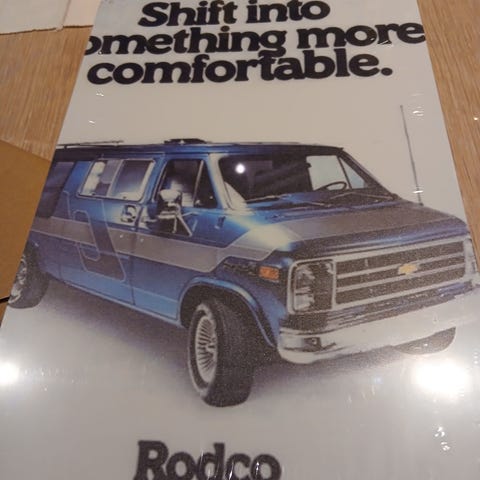 Shift into
omething more
comfortable.
Rodco